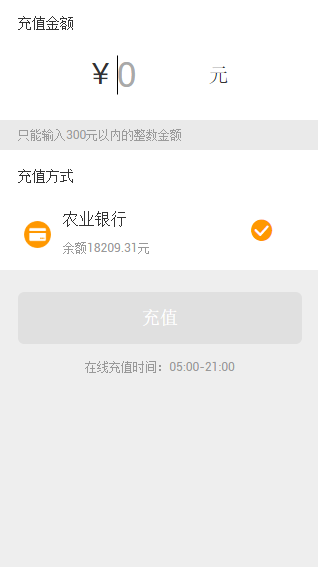 充值金额
¥ 0 元
只能输入300元以内的整数金额
充值方式
农业银行
余额18209.31元
充值
在线充值时间：05:00-21:00